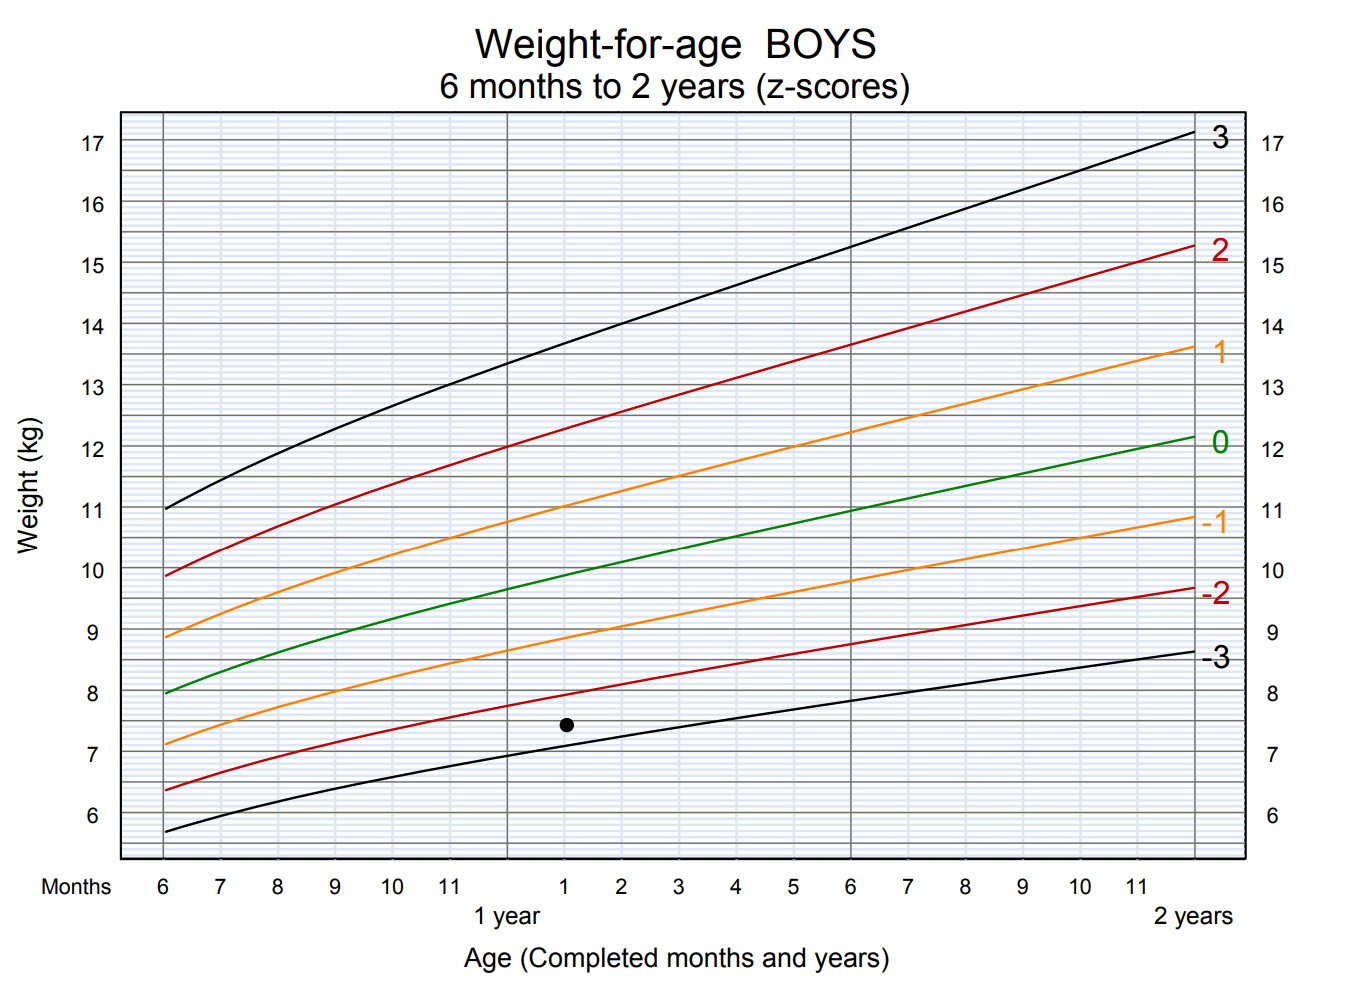 Weight-for-age  BOYS
6 months to 2 years (z-scores)
17 3 17
16 16
15 2 15
14 14
1
13 13
12 0 12
11 -1 11
10 10
-2
9 9
-3
8 8
7 7
6 6
Weight (kg)
Months 6 7 8 9 10 11 1 2 3 4 5 6 7 8 9 10 11
1 year 2 years
Age (Completed months and years)